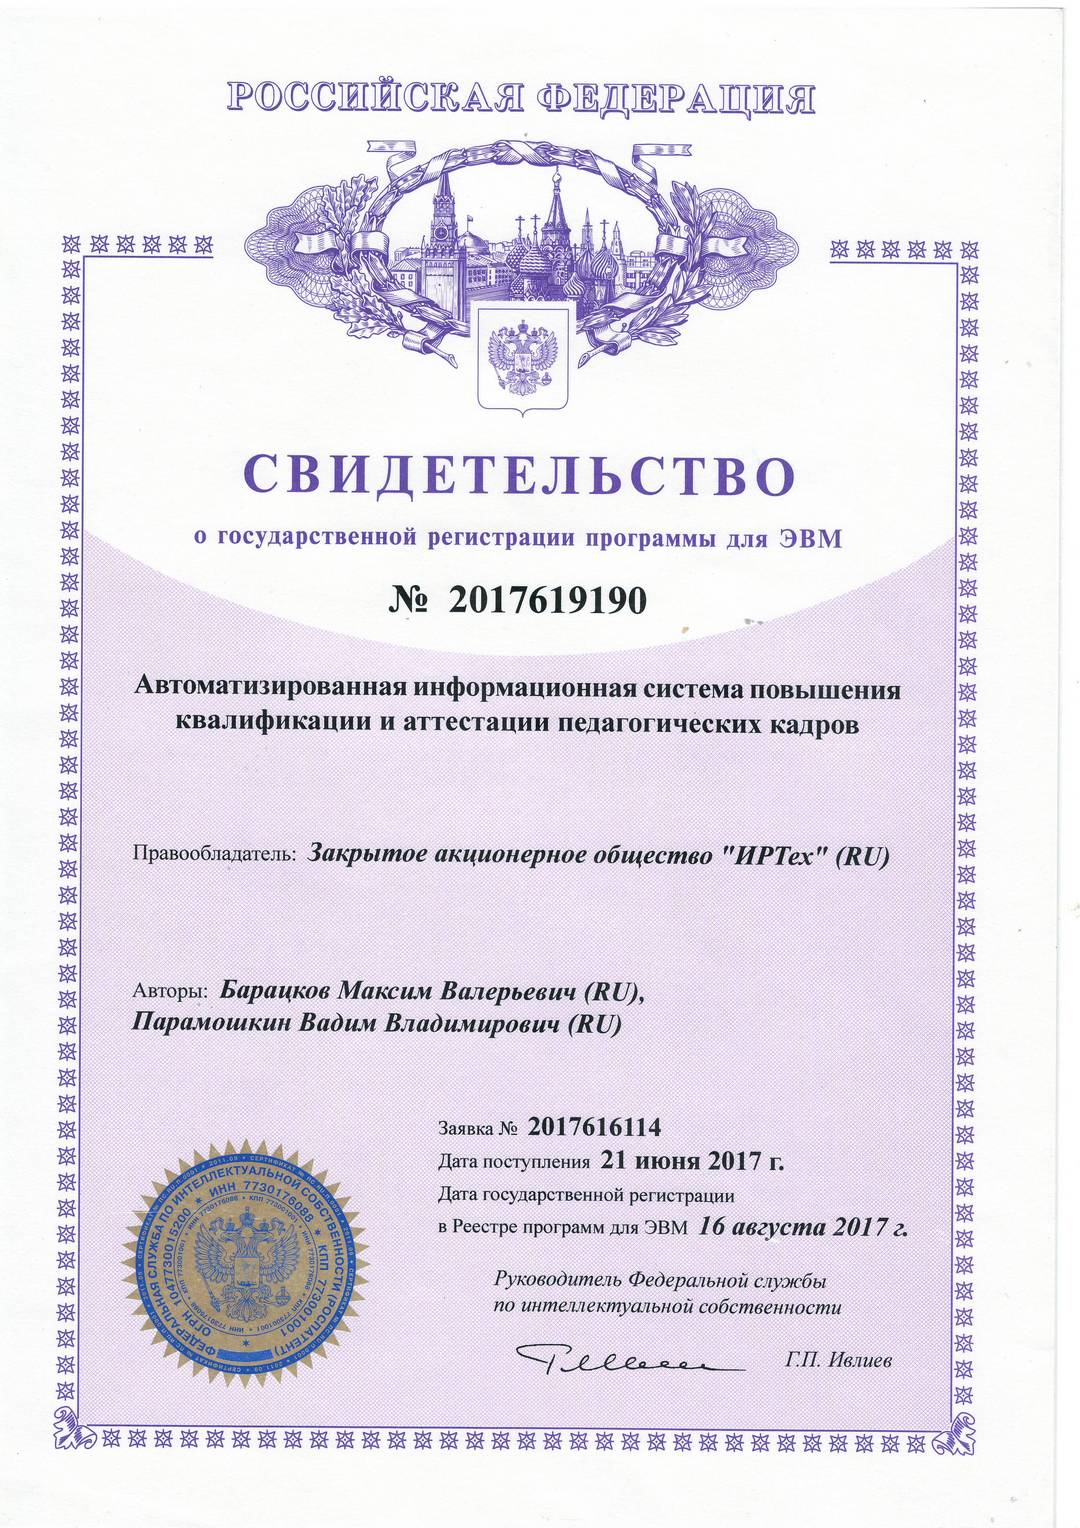 РОССИЙСКАЯ ФЕДЕРАЦИЯ
СВИДЕТЕЛЬСТВО
о государственной регистрации программы для ЭВМ
№ 2017619190
Автоматизированная информационная система повышения
квалификации и аттестации педагогических кадров
Правообладатель: Закрытое акционерное общество "ИРТех" (RU)
Авторы: Барацков Максим Валерьевич (RU),
Парамошкин Вадим Владимирович (RU)
Заявка № 2017616114
Дата поступления 21 июня 2017 г.
Дата государственной регистрации
в Реестре программ для ЭВМ 16 августа 2017 г.
Руководитель Федеральной службы
по интеллектуальной собственности
Г.П. Ивлиев
ФЕДЕРАЛЬНАЯ СЛУЖБА ПО ИНТЕЛЛЕКТУАЛЬНОЙ СОБСТВЕННОСТИ (РОСПАТЕНТ)
ОГРН 1047730015200 * ИНН 7730176088 * КПП 773001001 *